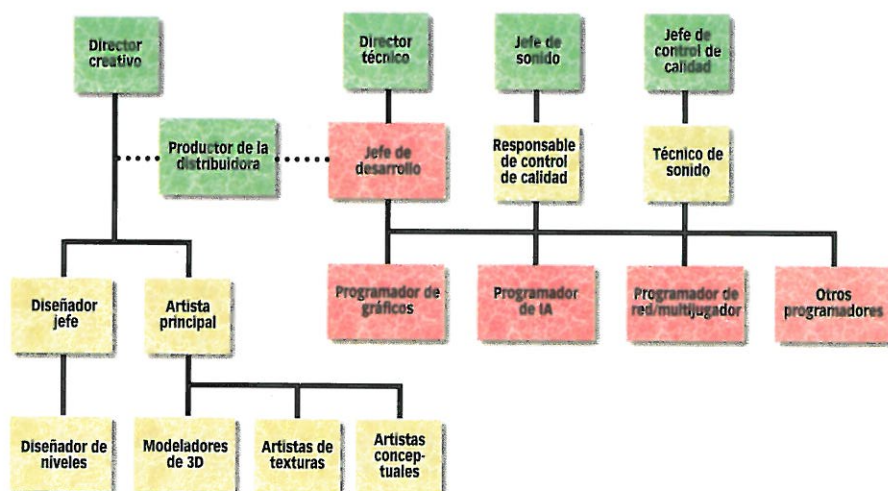 Director
creativo
Director
técnico
Jefe de
sonido
Jefe de
control de
calidad
Productor de la
distribuidora
Jefe de
desarrollo
Responsable
de control
de calidad
Técnico de
sonido
Diseñador
jefe
Artista
principal
Programador de
gráficos
Programador
de IA
Programador de
red/multijugador
Otros
programadores
Diseñador de
niveles
Modeladores
de 3D
Artistas de
texturas
Artistas
concep-
tuales